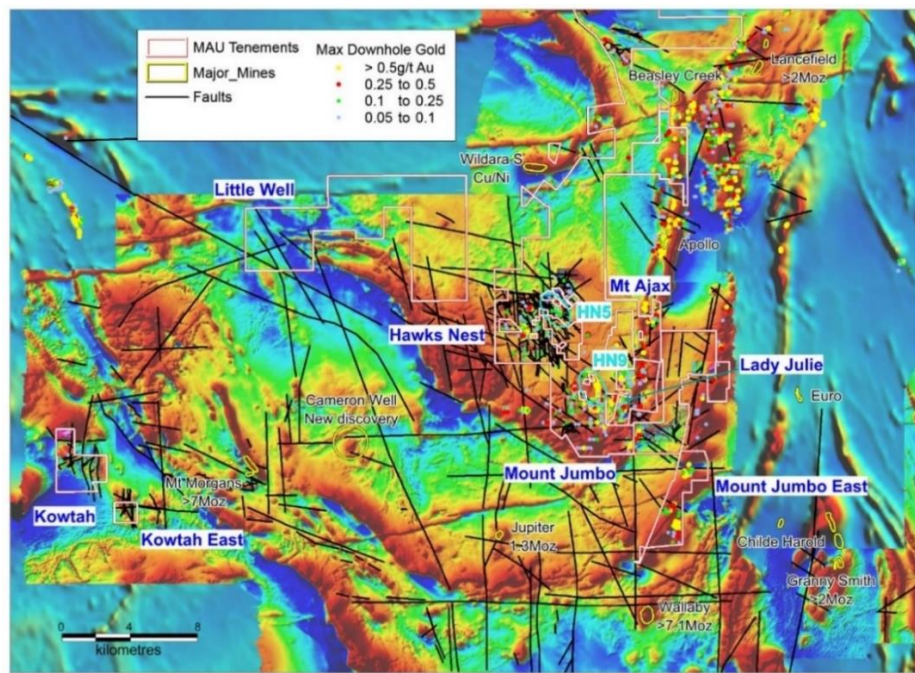 MAU Tenements
Major_Mines
Faults
Max Downhole Gold
> 0.5g/t Au
0.25 to 0.5
0.1 to 0.25
0.05 to 0.1
Lancefield
>2Moz
Beasley Creek
Wildara S
Cu/Ni
Little Well
Apollo
Mt Ajax
HN5
Hawks Nest
HN9
Lady Julie
Euro
Cameron Well
New discovery
Mount Jumbo
Mt Morgans
>7Moz
Mount Jumbo East
Kowtah
Kowtah East
Jupiter
1.3Moz
Childe Harold
Granny Smith
>2Moz
Wallaby
>7.1Moz
0 4 8
kilometres